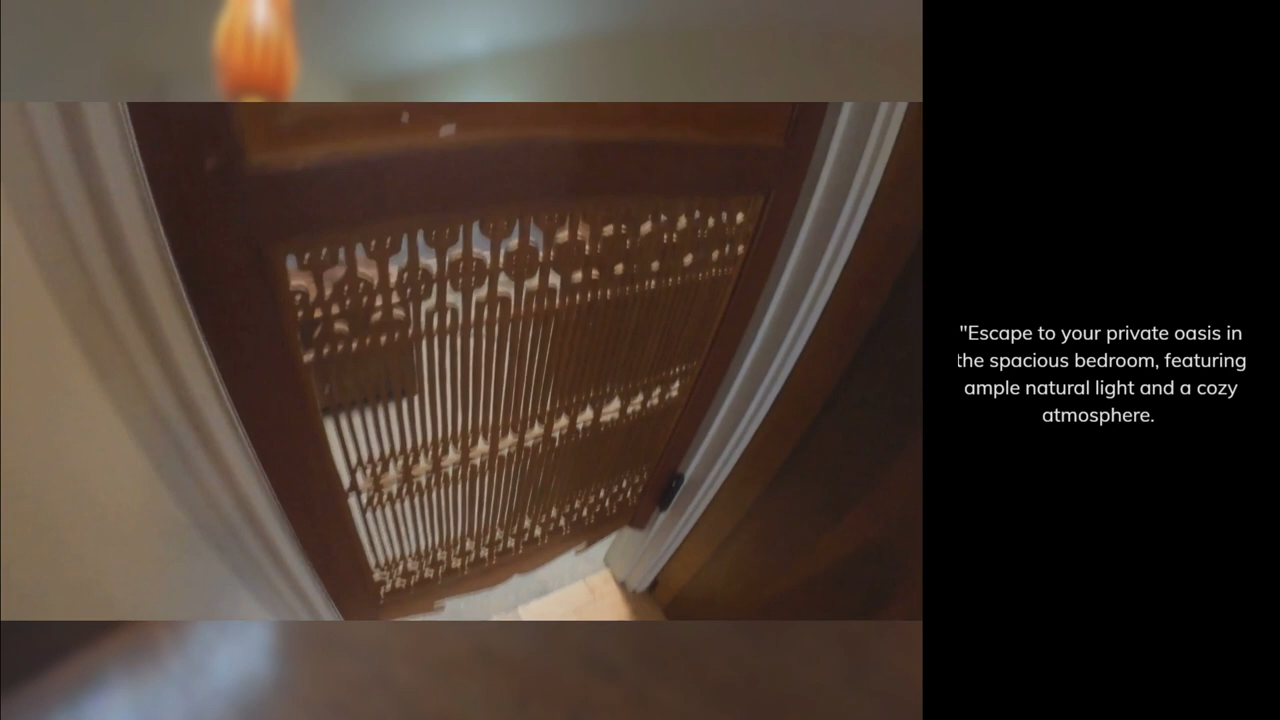 "Escape to your private oasis in
the spacious bedroom, featuring
ample natural light and a cozy
atmosphere.